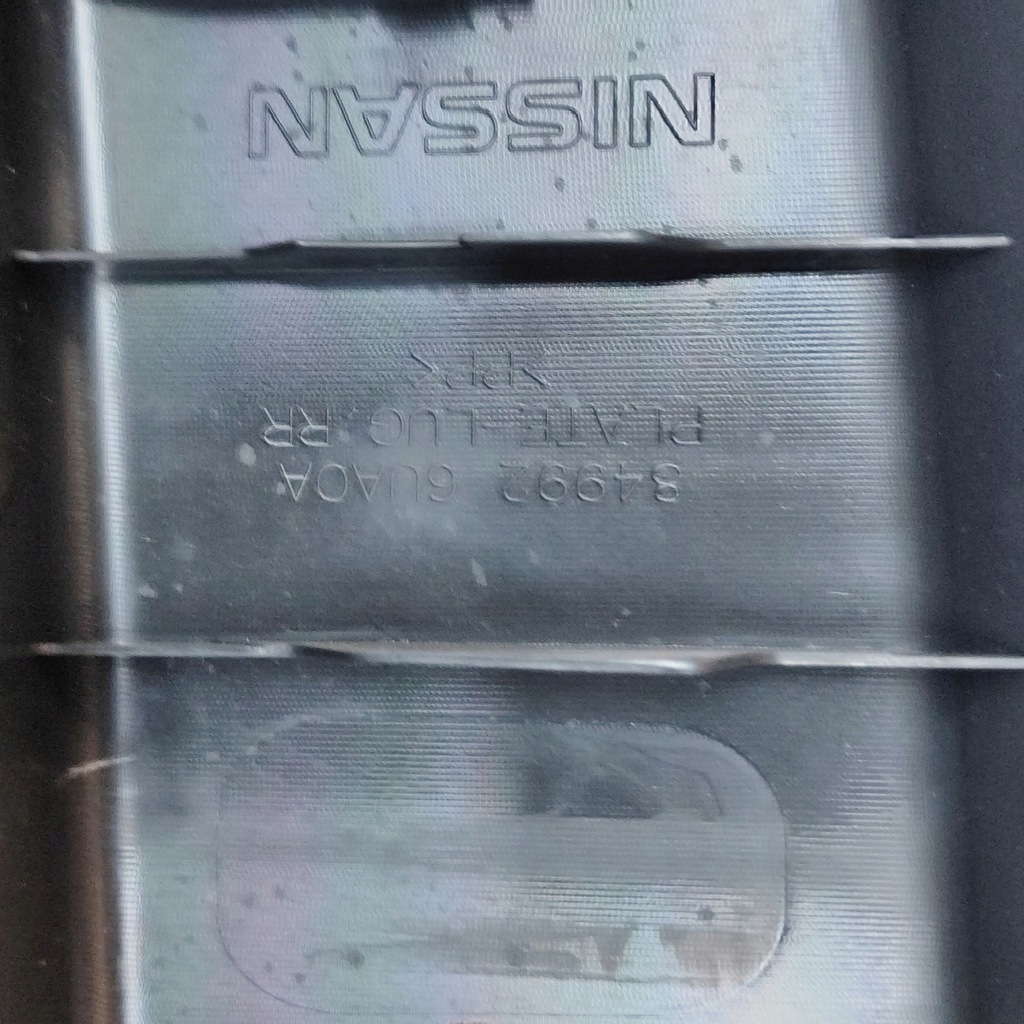 84992 6UA0A
PLATE-LUG RR
>PP<
NISSAN